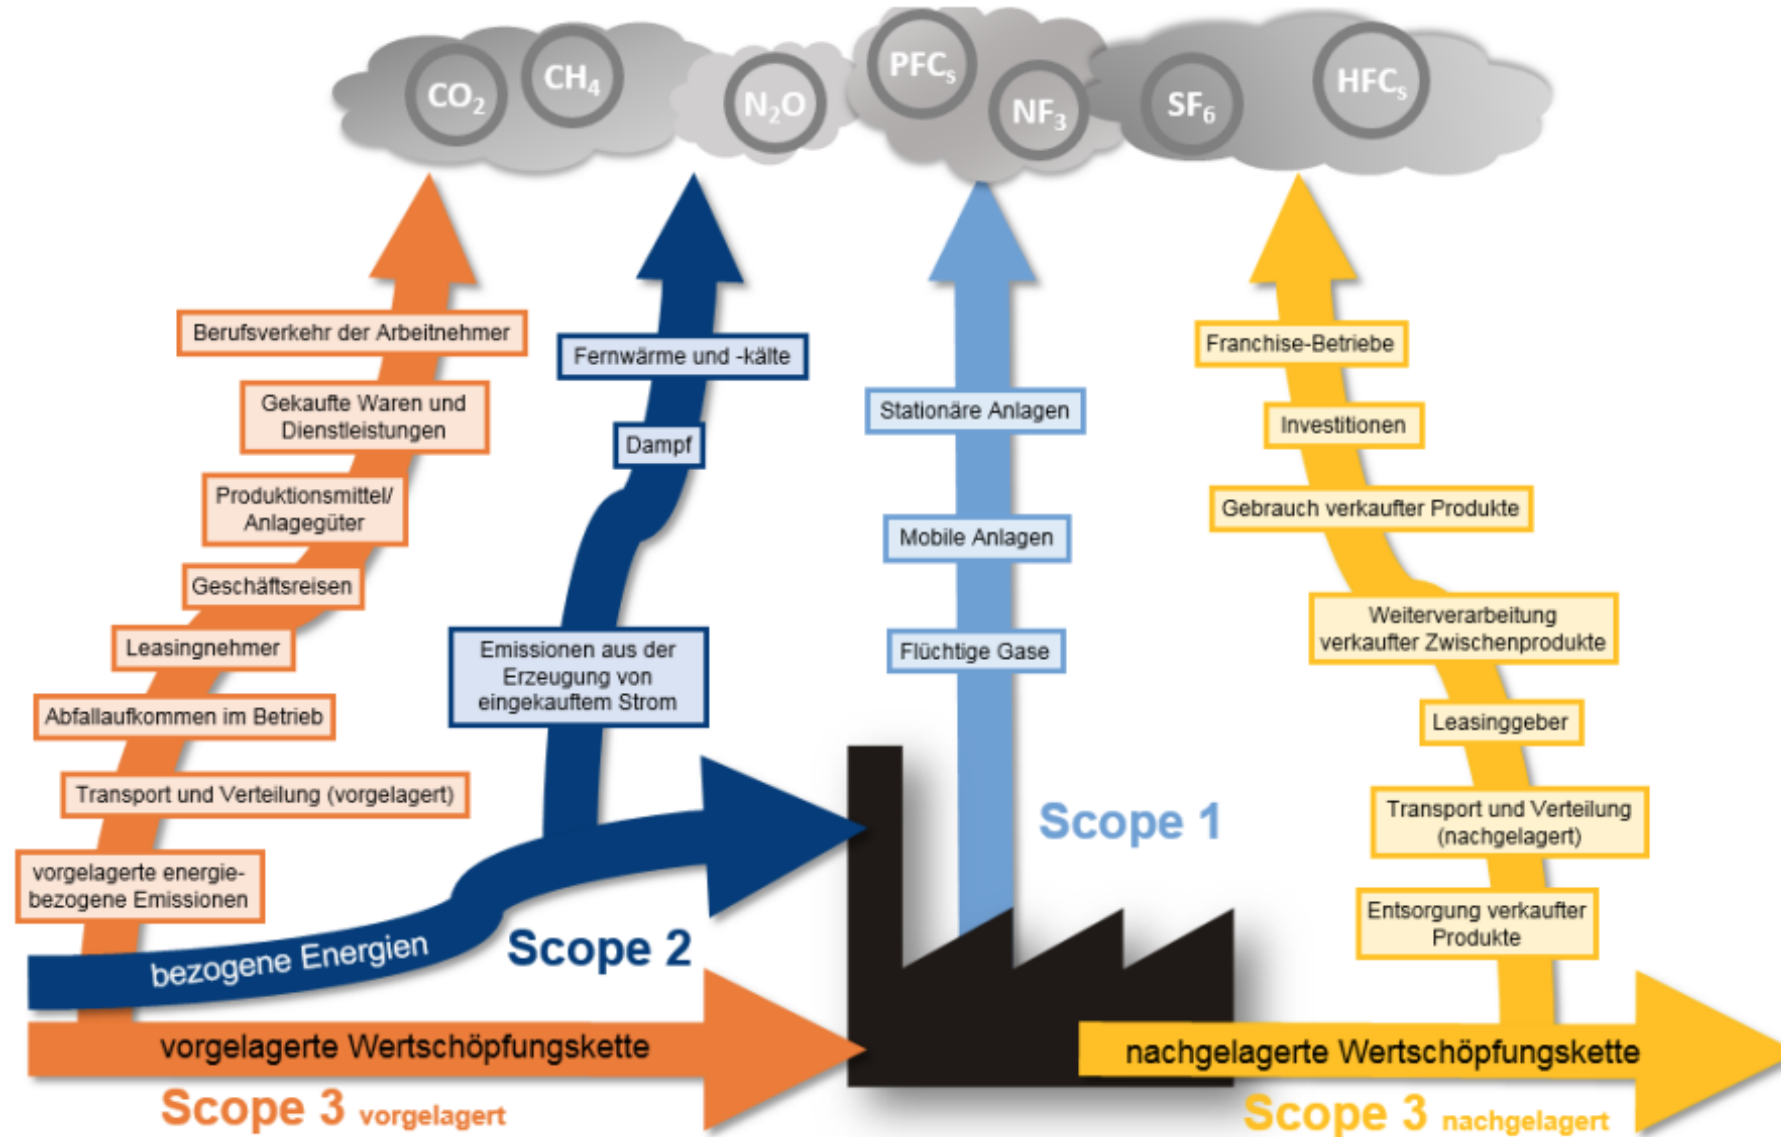 CO₂
CH₄
N₂O
PFCₛ
NF₃
SF₆
HFCₛ
Berufsverkehr der Arbeitnehmer
Gekaufte Waren und
Dienstleistungen
Produktionsmittel/
Anlagegüter
Geschäftsreisen
Leasingnehmer
Abfallaufkommen im Betrieb
Transport und Verteilung (vorgelagert)
vorgelagerte energie-
bezogene Emissionen
Fernwärme und -kälte
Dampf
Emissionen aus der
Erzeugung von
eingekauftem Strom
bezogene Energien
Scope 2
vorgelagerte Wertschöpfungskette
Scope 3 vorgelagert
Stationäre Anlagen
Mobile Anlagen
Flüchtige Gase
Scope 1
Franchise-Betriebe
Investitionen
Gebrauch verkaufter Produkte
Weiterverarbeitung
verkaufter Zwischenprodukte
Leasinggeber
Transport und Verteilung
(nachgelagert)
Entsorgung verkaufter
Produkte
nachgelagerte Wertschöpfungskette
Scope 3 nachgelagert